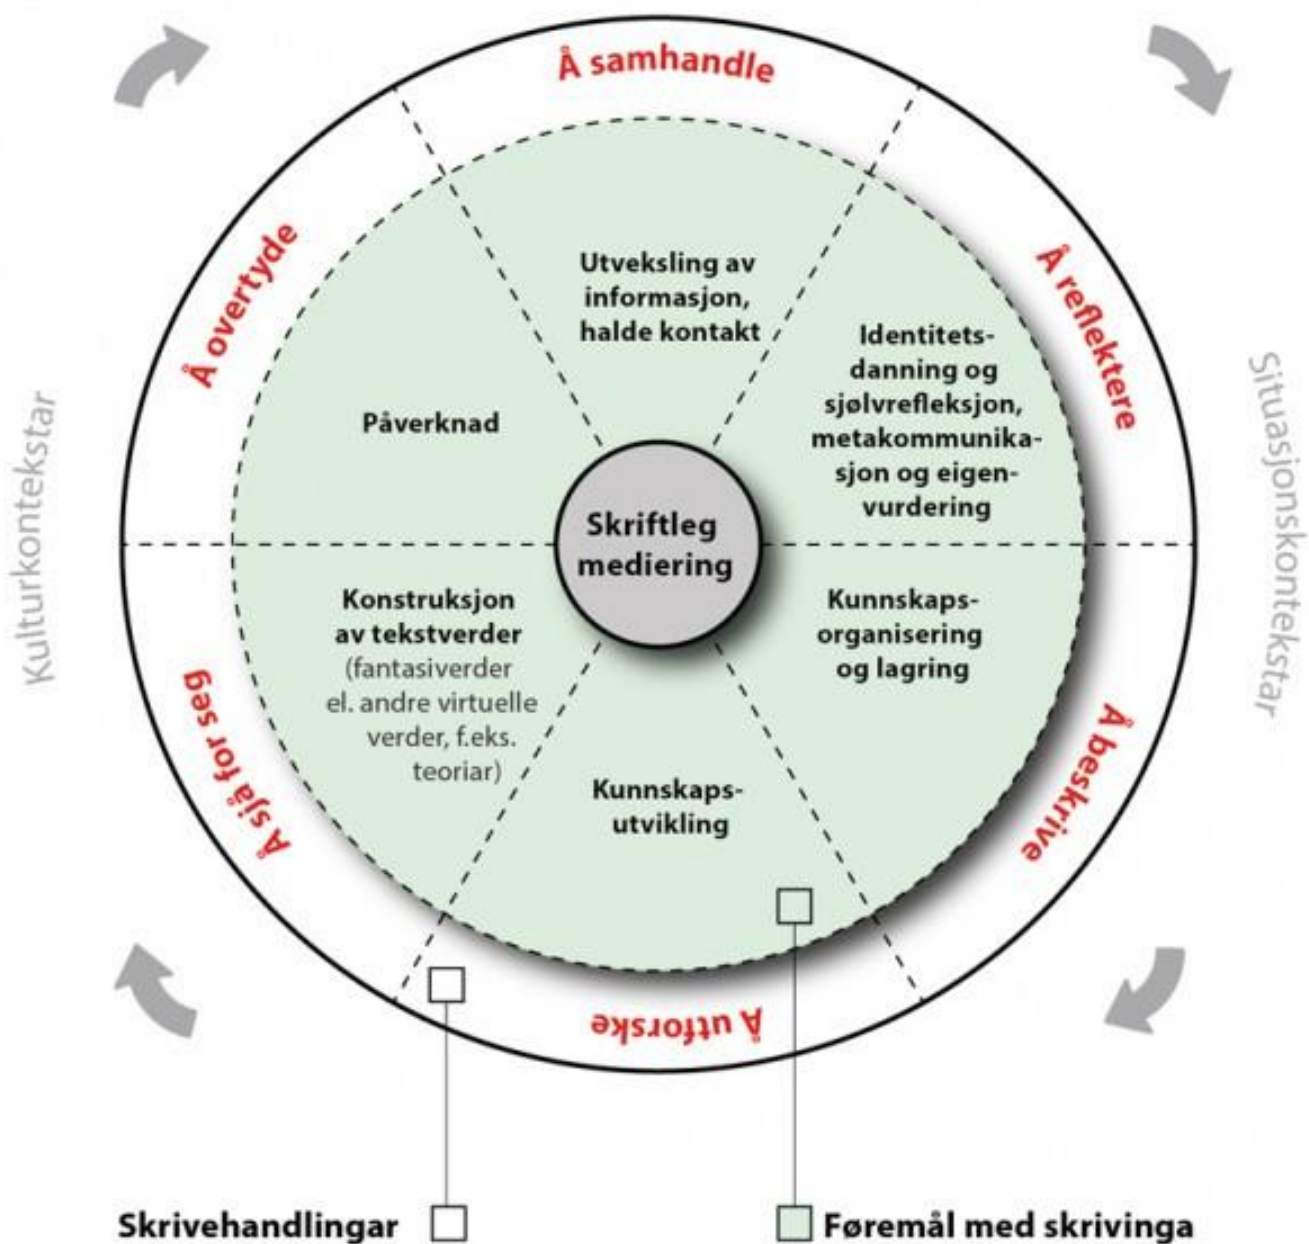 Å samhandle
Å reflektere
Å beskrive
Å utforske
Å sjå for seg
Å overtyde
Kulturkontekstar
Situasjonskontekstar
Utveksling av
informasjon,
halde kontakt
Identitets-
danning og
sjølvrefleksjon,
metakommunika-
sjon og eigen-
vurdering
Kunnskaps-
organisering
og lagring
Kunnskaps-
utvikling
Konstruksjon
av tekstverder
(fantasiverder
el. andre virtuelle
verder, f.eks.
teoriar)
Påverknad
Skriftleg
mediering
Skrivehandlingar
Føremål med skrivinga